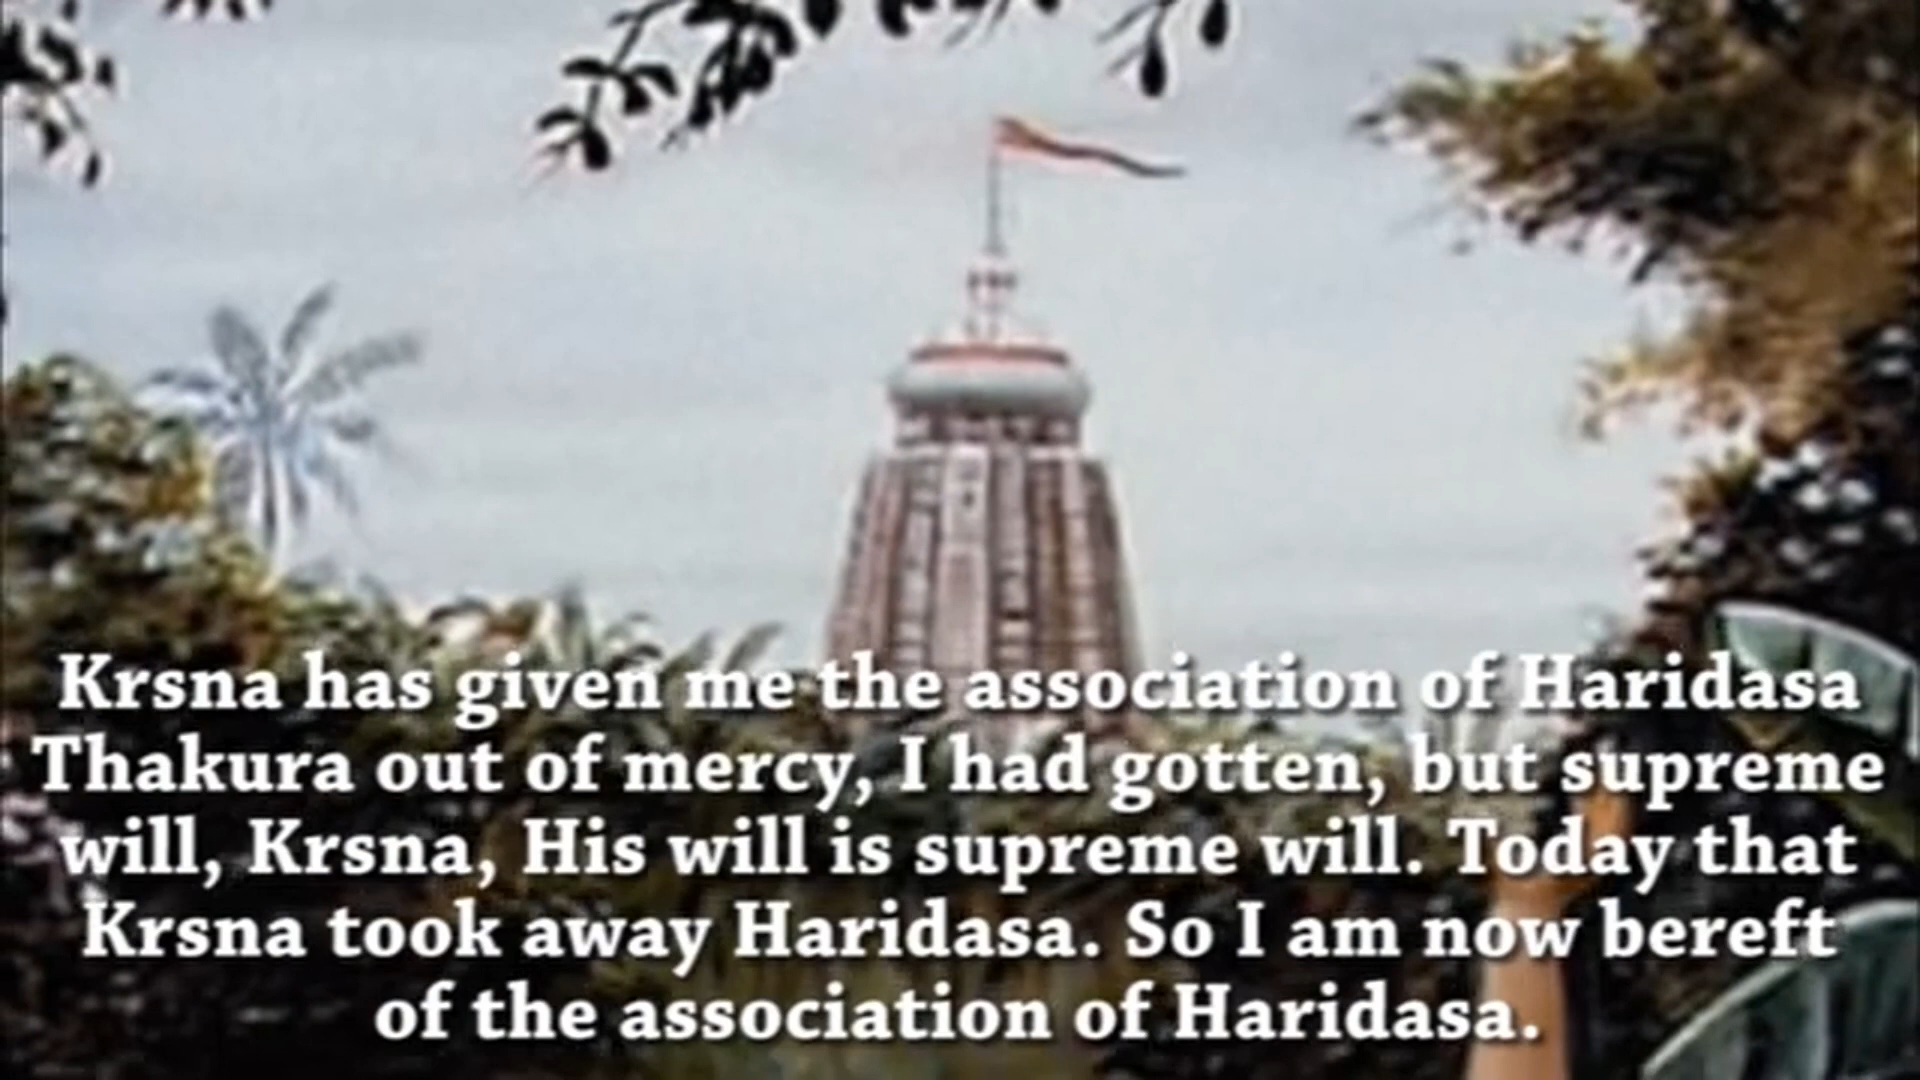 Krsna has given me the association of Haridasa
Thakura out of mercy, I had gotten, but supreme
will, Krsna, His will is supreme will. Today that
Krsna took away Haridasa. So I am now bereft
of the association of Haridasa.